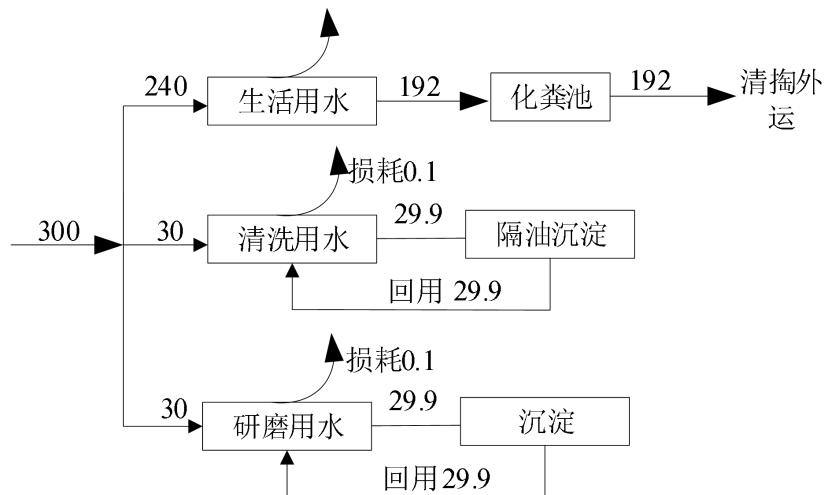 240
生活用水
192
化粪池
192
清掏外
运
损耗0.1
300
30
清洗用水
29.9
隔油沉淀
回用 29.9
损耗0.1
30
研磨用水
29.9
沉淀
回用29.9